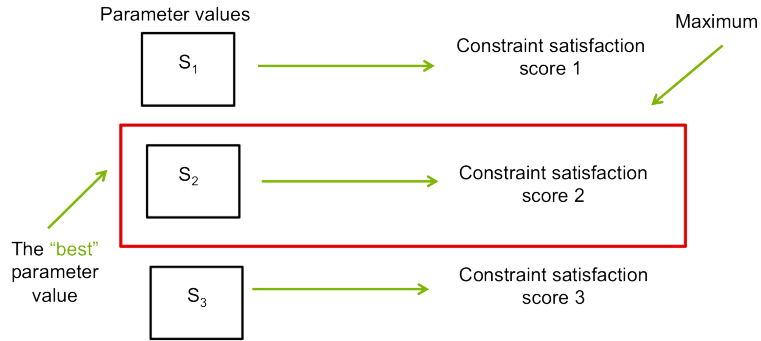 Parameter values
Maximum
S1
Constraint satisfaction
score 1
S2
Constraint satisfaction
score 2
The “best”
parameter
value
S3
Constraint satisfaction
score 3